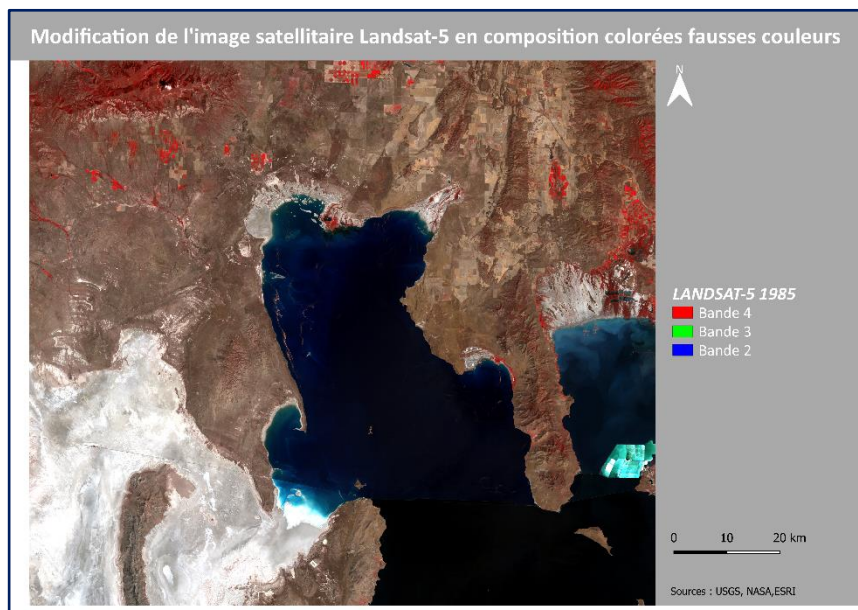 Modification de l'image satellitaire Landsat-5 en composition colorées fausses couleurs
N
LANDSAT-5 1985
Bande 4
Bande 3
Bande 2
0 10 20 km
Sources : USGS, NASA,ESRI